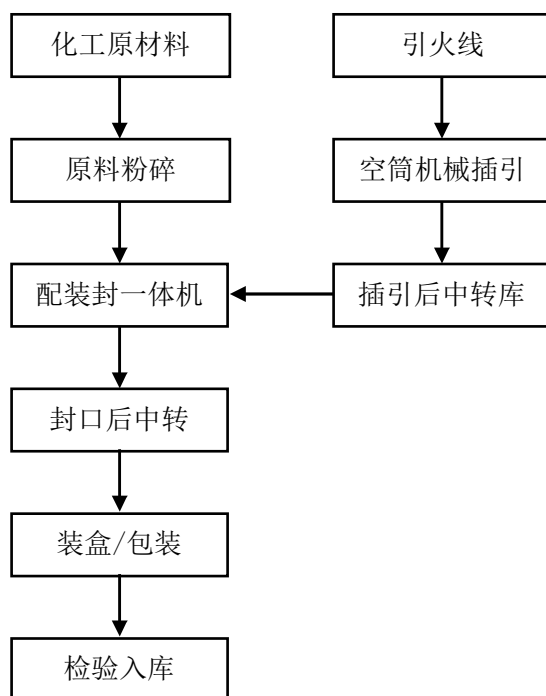 化工原材料
引火线
原料粉碎
空筒机械插引
配装封一体机
插引后中转库
封口后中转
装盒/包装
检验入库